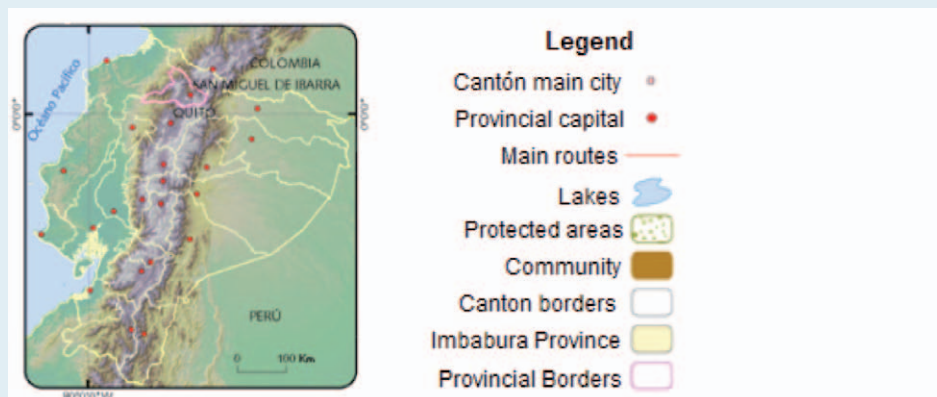 COLOMBIA
SAN MIGUEL DE IBARRA
QUITO
Océano Pacífico
0°0'0"
0°0'0"
PERÚ
0 100 Km
Legend
Cantón main city
Provincial capital
Main routes
Lakes
Protected areas
Community
Canton borders
Imbabura Province
Provincial Borders